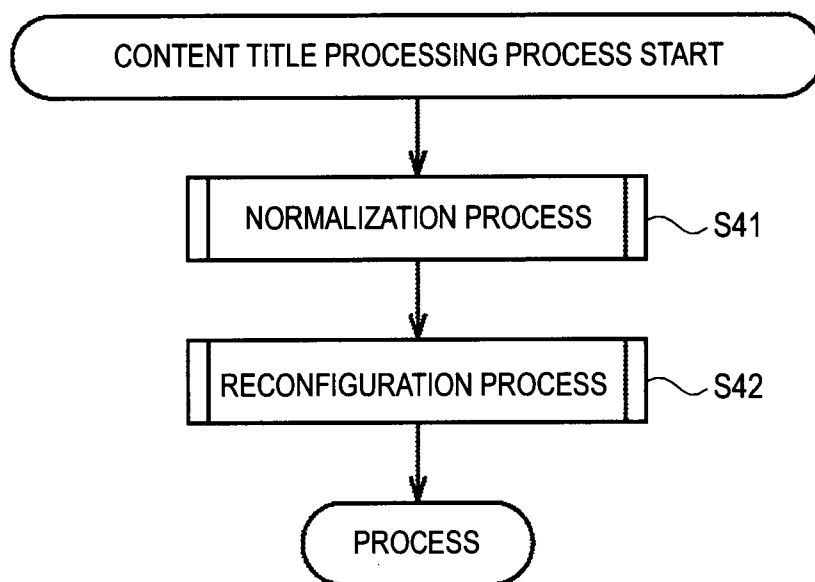 CONTENT TITLE PROCESSING PROCESS START
NORMALIZATION PROCESS
S41
RECONFIGURATION PROCESS
S42
PROCESS